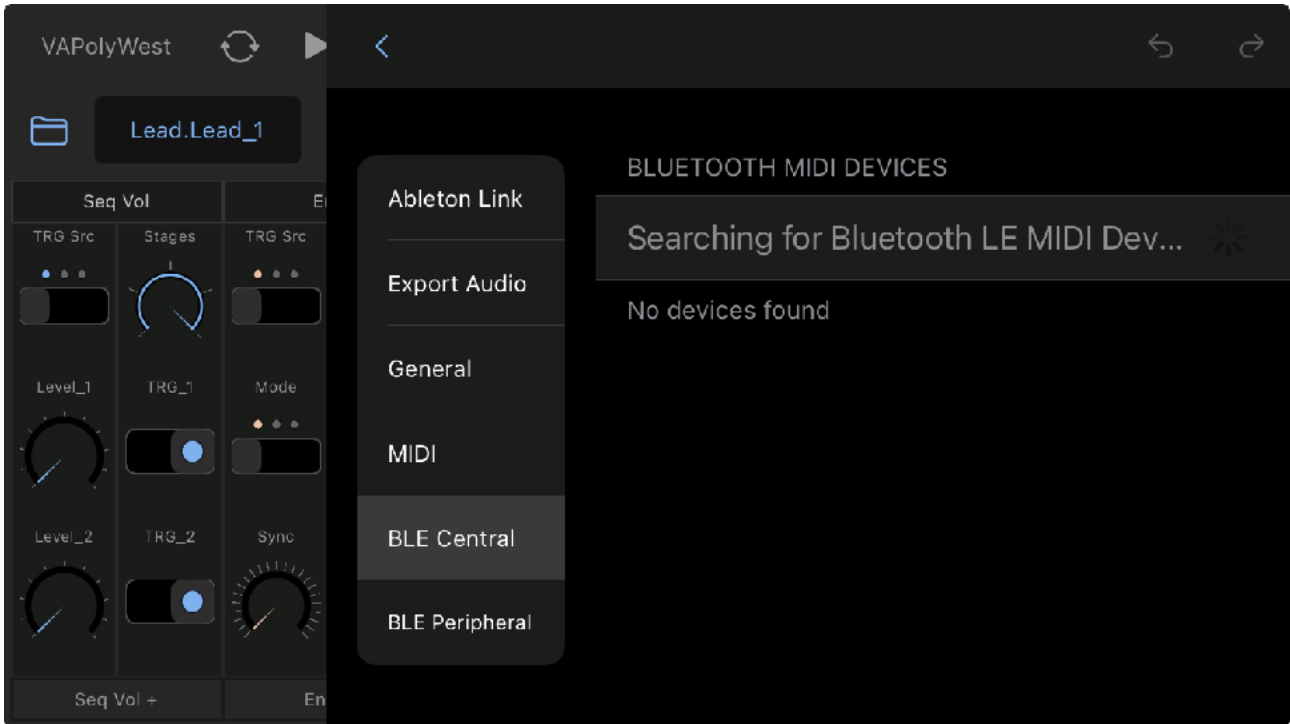 VAPolyWest
Lead.Lead_1
Seq Vol
TRG Src
Stages
TRG Src
Level_1
TRG_1
Mode
Level_2
TRG_2
Sync
Seq Vol +
En
Ableton Link
Export Audio
General
MIDI
BLE Central
BLE Peripheral
BLUETOOTH MIDI DEVICES
Searching for Bluetooth LE MIDI Dev...
No devices found